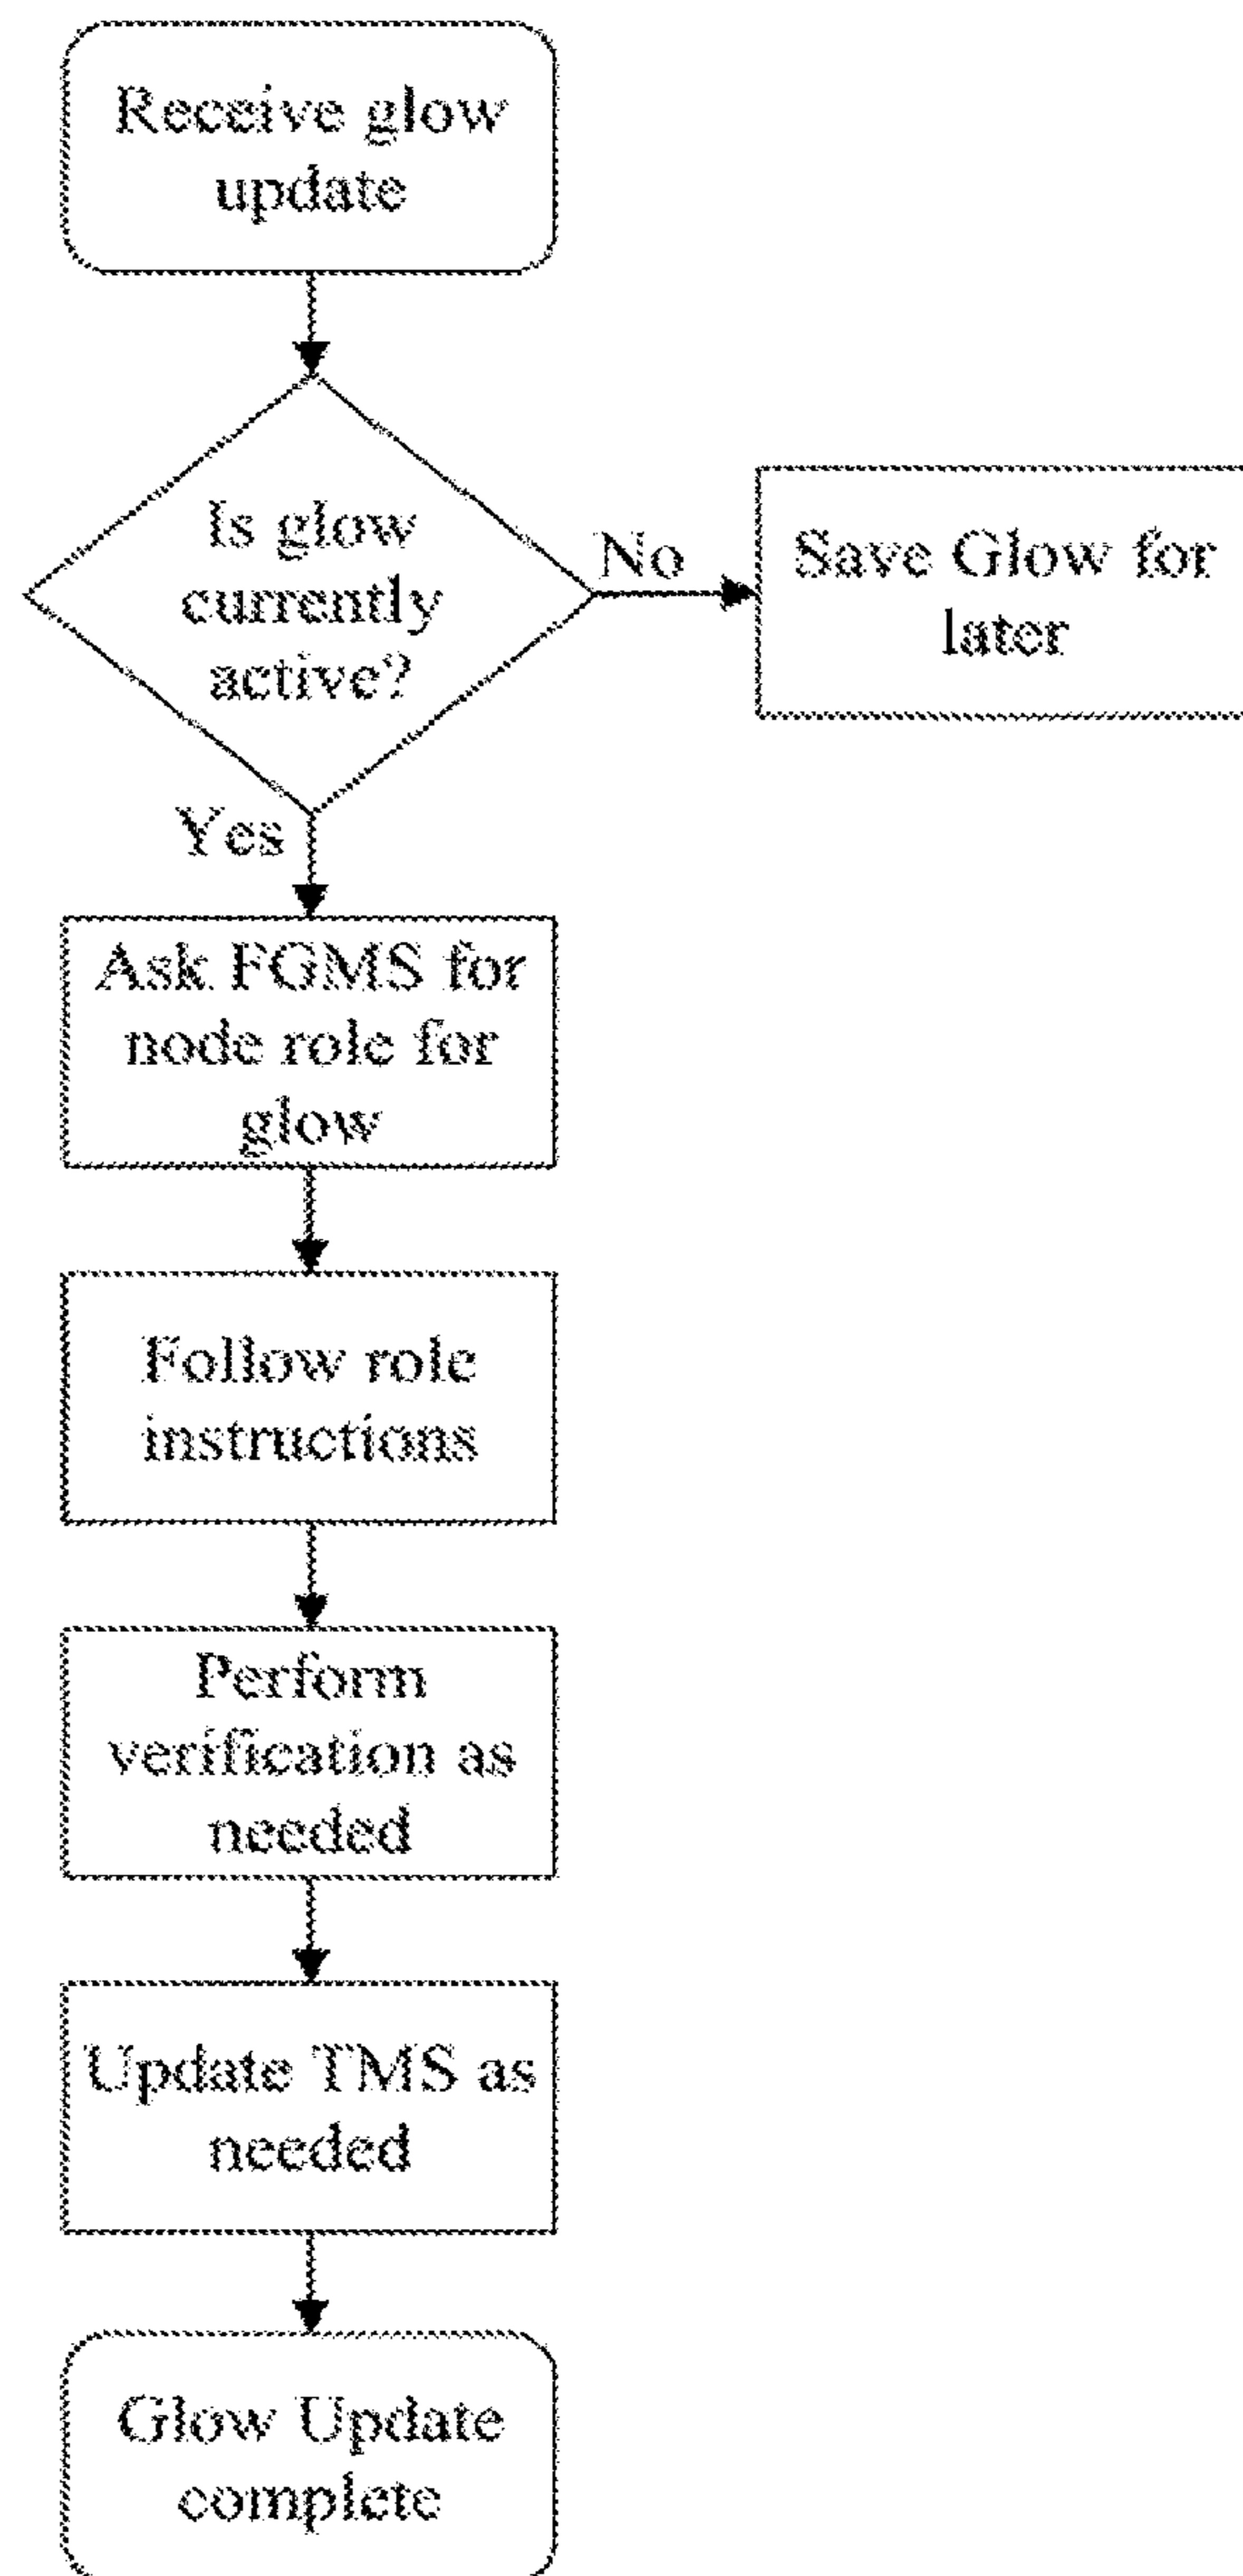 Receive glow
update
Is glow
currently
active?
No
Save Glow for
later
Yes
Ask FGMS for
node role for
glow
Follow role
instructions
Perform
verification as
needed
Update TMS as
needed
Glow Update
complete